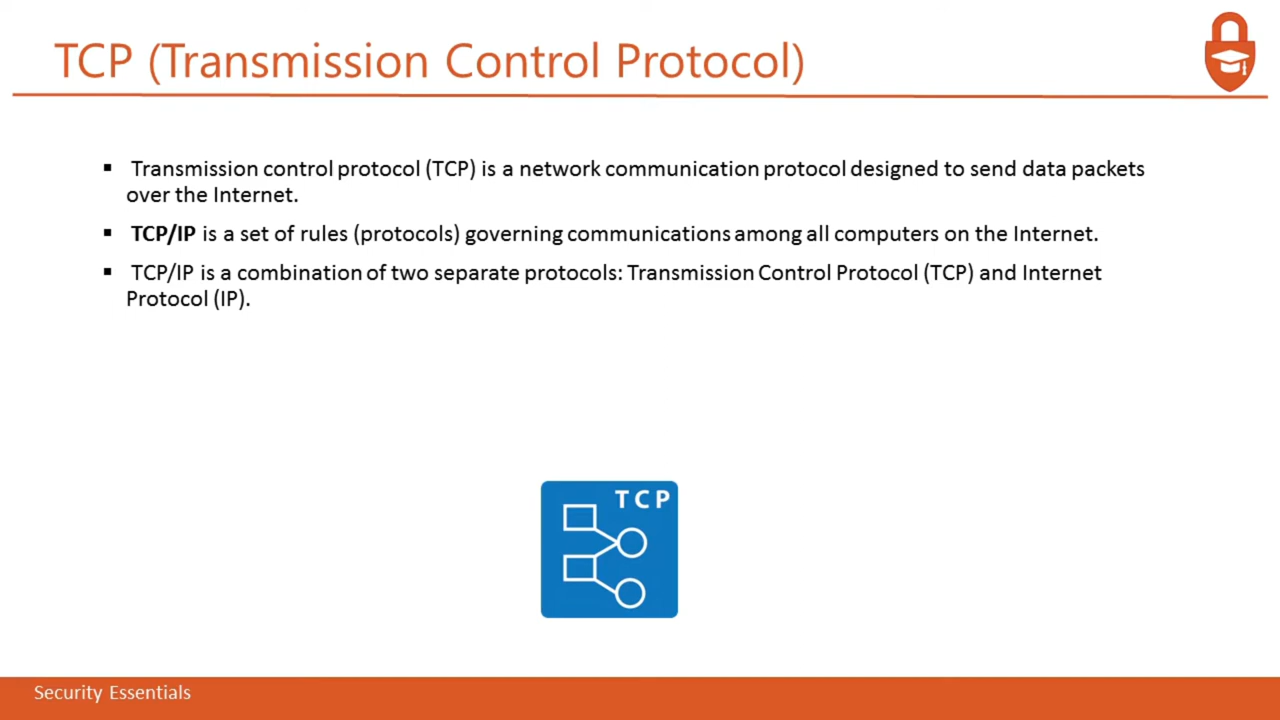 TCP (Transmission Control Protocol)
▪ Transmission control protocol (TCP) is a network communication protocol designed to send data packets
over the Internet.
▪ TCP/IP is a set of rules (protocols) governing communications among all computers on the Internet.
▪ TCP/IP is a combination of two separate protocols: Transmission Control Protocol (TCP) and Internet
Protocol (IP).
TCP
Security Essentials